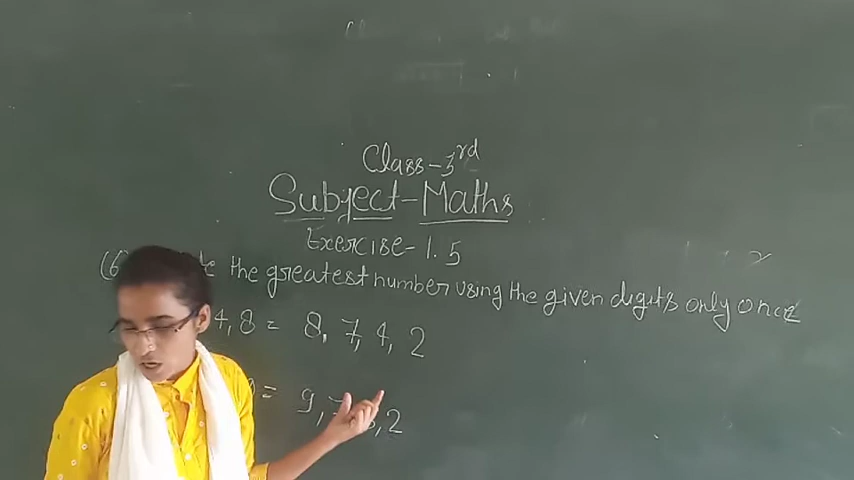 Class-3rd
Subject-Maths
Exercise-1.5
(6 the greatest number using the given digits only once
4, 8 = 8, 7, 4, 2
= 9, 2